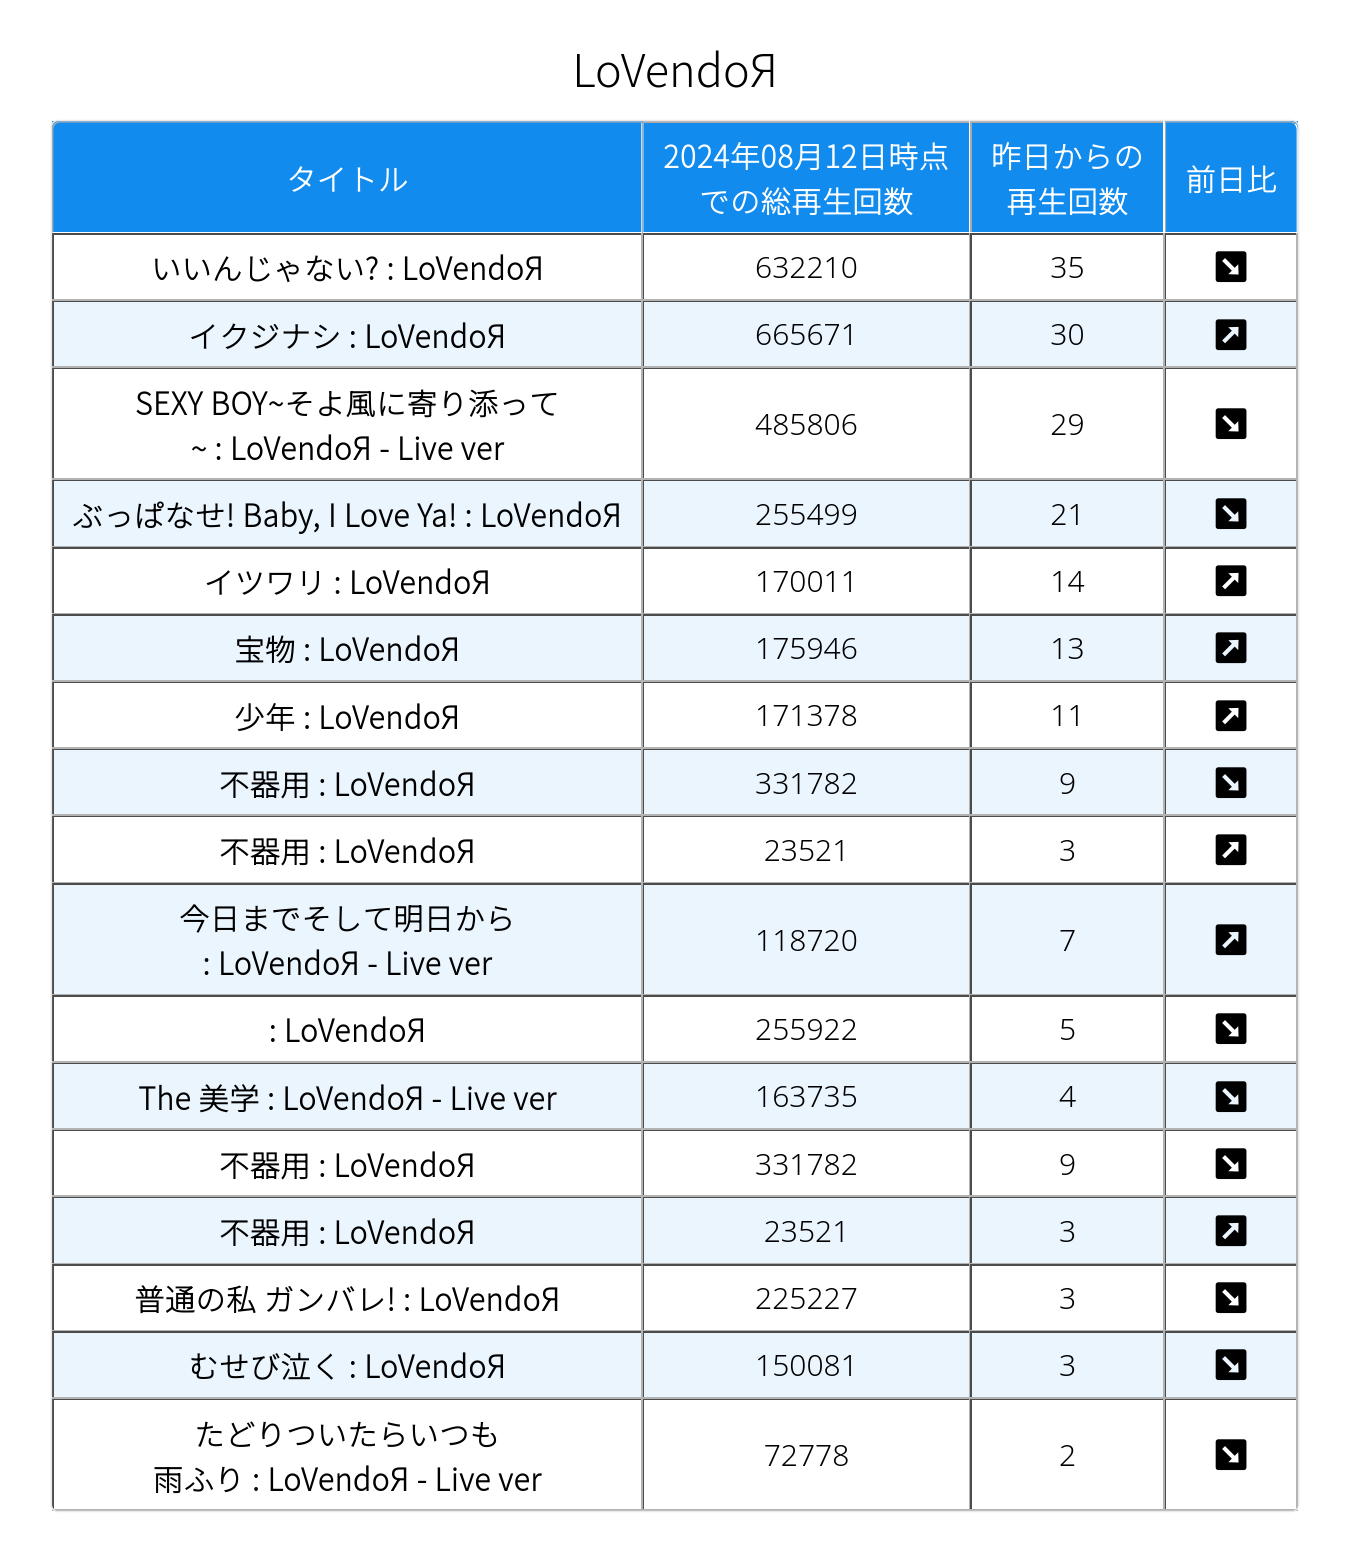 LoVendoЯ
タイトル
2024年08月12日時点
での総再生回数
昨日からの
再生回数
前日比
いいんじゃない? : LoVendoЯ 632210 35
イクジナシ : LoVendoЯ 665671 30
SEXY BOY~そよ風に寄り添って
~ : LoVendoЯ - Live ver
485806 29
ぶっぱなせ! Baby, I Love Ya! : LoVendoЯ 255499 21
イツワリ : LoVendoЯ 170011 14
宝物 : LoVendoЯ 175946 13
少年 : LoVendoЯ 171378 11
不器用 : LoVendoЯ 331782 9
不器用 : LoVendoЯ 23521 3
今日までそして明日から
: LoVendoЯ - Live ver
118720 7
: LoVendoЯ 255922 5
The 美学 : LoVendoЯ - Live ver 163735 4
不器用 : LoVendoЯ 331782 9
不器用 : LoVendoЯ 23521 3
普通の私 ガンバレ! : LoVendoЯ 225227 3
むせび泣く : LoVendoЯ 150081 3
たどりついたらいつも
雨ふり : LoVendoЯ - Live ver
72778 2